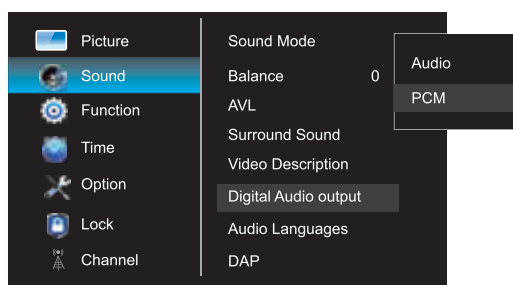 Picture
Sound
Function
Time
Option
Lock
Channel
Sound Mode
Balance 0
AVL
Surround Sound
Video Description
Digital Audio output
Audio Languages
DAP
Audio
PCM